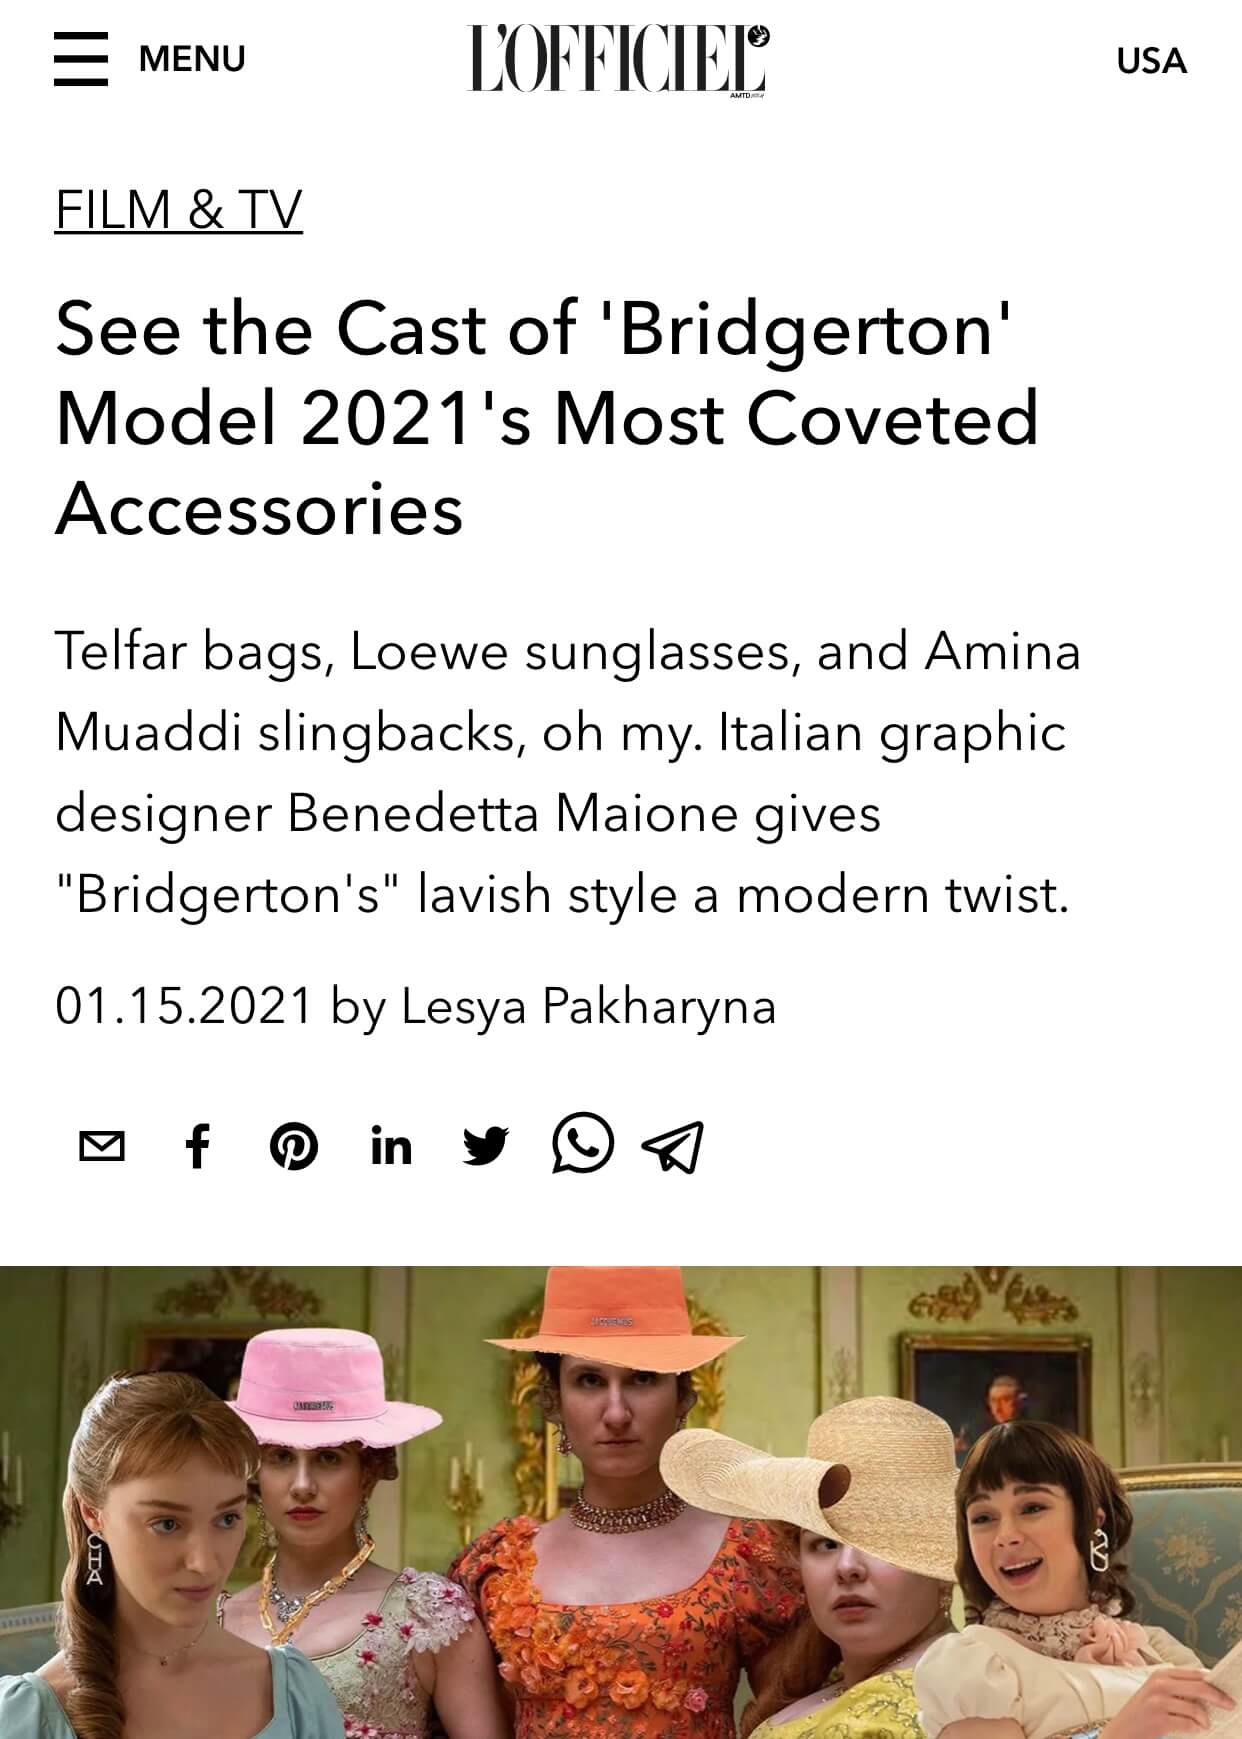 MENU
L'OFFICIEL
USA
AMTD
FILM & TV
See the Cast of 'Bridgerton'
Model 2021's Most Coveted
Accessories
Telfar bags, Loewe sunglasses, and Amina
Muaddi slingbacks, oh my. Italian graphic
designer Benedetta Maione gives
"Bridgerton's" lavish style a modern twist.
01.15.2021 by Lesya Pakharyna
JACQUEMUS
CHA